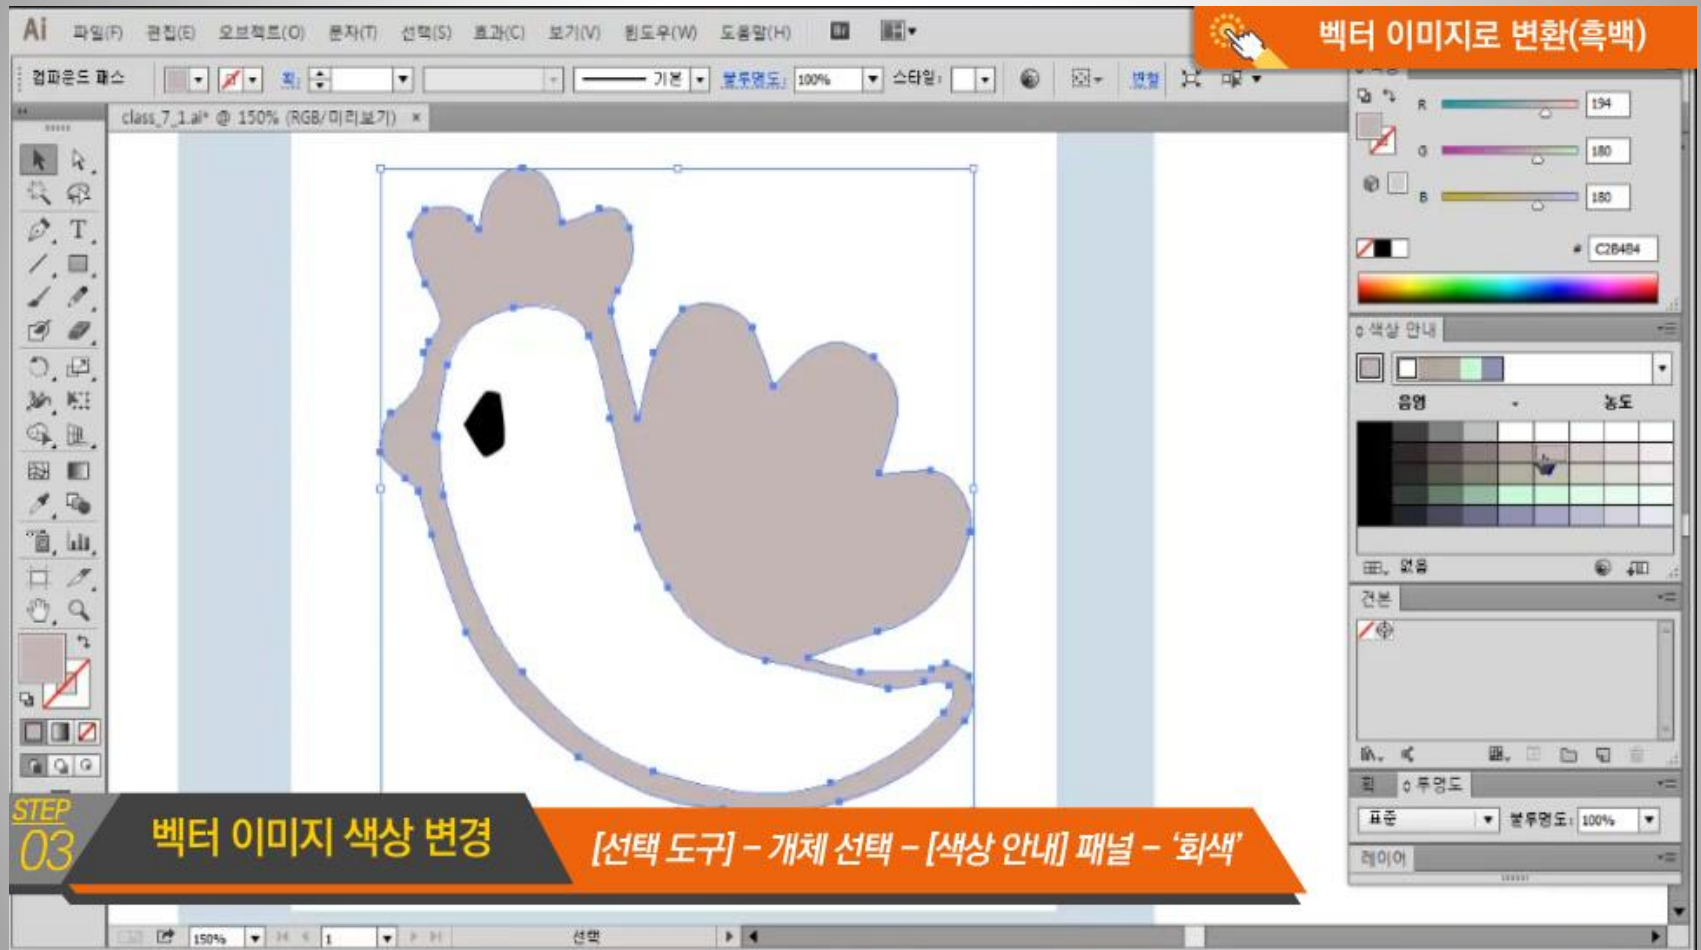 Ai 파일(F) 편집(E) 오브젝트(O) 문자(T) 선택(S) 효과(C) 보기(V) 윈도우(W) 도움말(H) Br
벡터 이미지로 변환(흑백)
컴파운드 패스 획: 기본 불투명도: 100% 스타일: 변형
class_7_1.ai* @ 150% (RGB/미리보기) ×
색상
R 194
G 180
B 180
# C2B4B4
색상 안내
음영 농도
없음
견본
획 투명도
표준 불투명도: 100%
레이어
STEP
03
벡터 이미지 색상 변경
[선택 도구] – 개체 선택 – [색상 안내] 패널 – ‘회색’
150% 1 선택